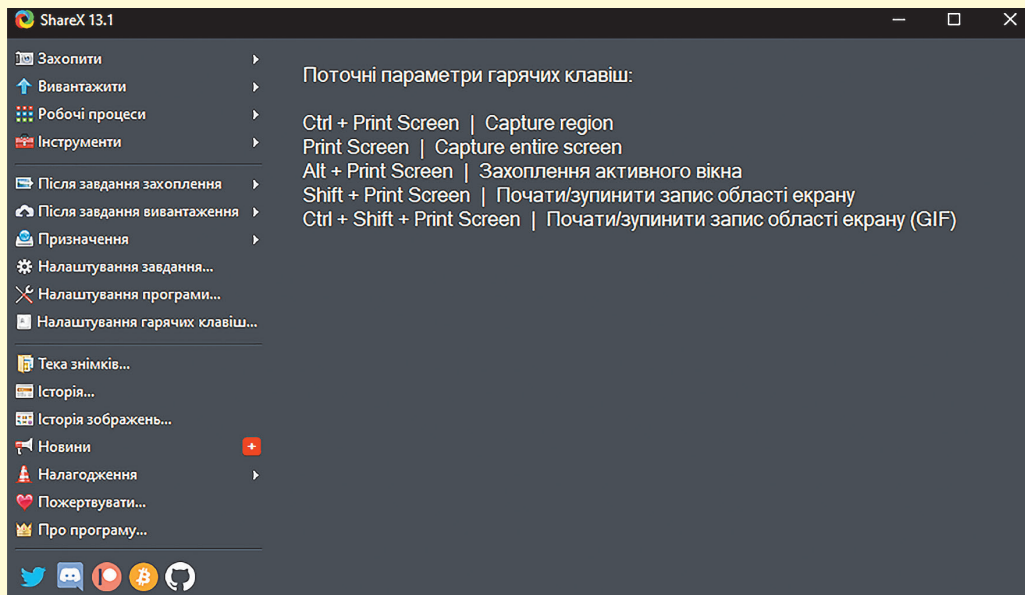 ShareX 13.1
Захопити
Вивантажити
Робочі процеси
Інструменти
Після завдання захоплення
Після завдання вивантаження
Призначення
Налаштування завдання...
Налаштування програми...
Налаштування гарячих клавіш...
Тека знімків...
Історія...
Історія зображень...
Новини
Налагодження
Пожертвувати...
Про програму...
Поточні параметри гарячих клавіш:
Ctrl + Print Screen | Capture region
Print Screen | Capture entire screen
Alt + Print Screen | Захоплення активного вікна
Shift + Print Screen | Почати/зупинити запис області екрану
Ctrl + Shift + Print Screen | Почати/зупинити запис області екрану (GIF)